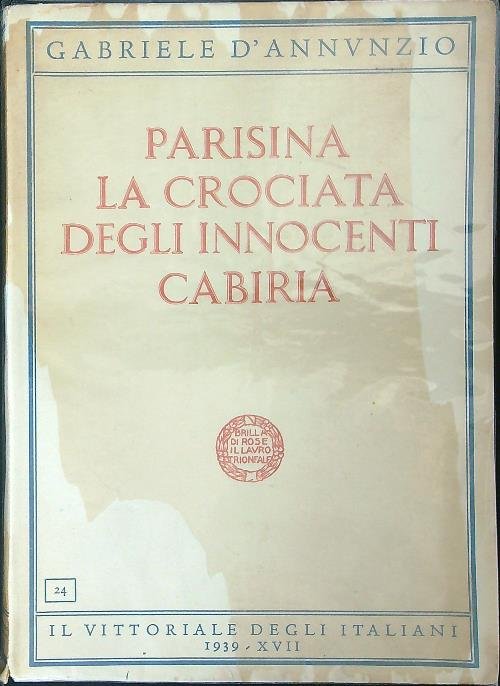 GABRIELE D'ANNVNZIO
PARISINA
LA CROCIATA
DEGLI INNOCENTI
CABIRIA
BRILLA
DI ROSE
IL LAVRO
TRIONFALE
24
IL VITTORIALE DEGLI ITALIANI
1939 - XVII